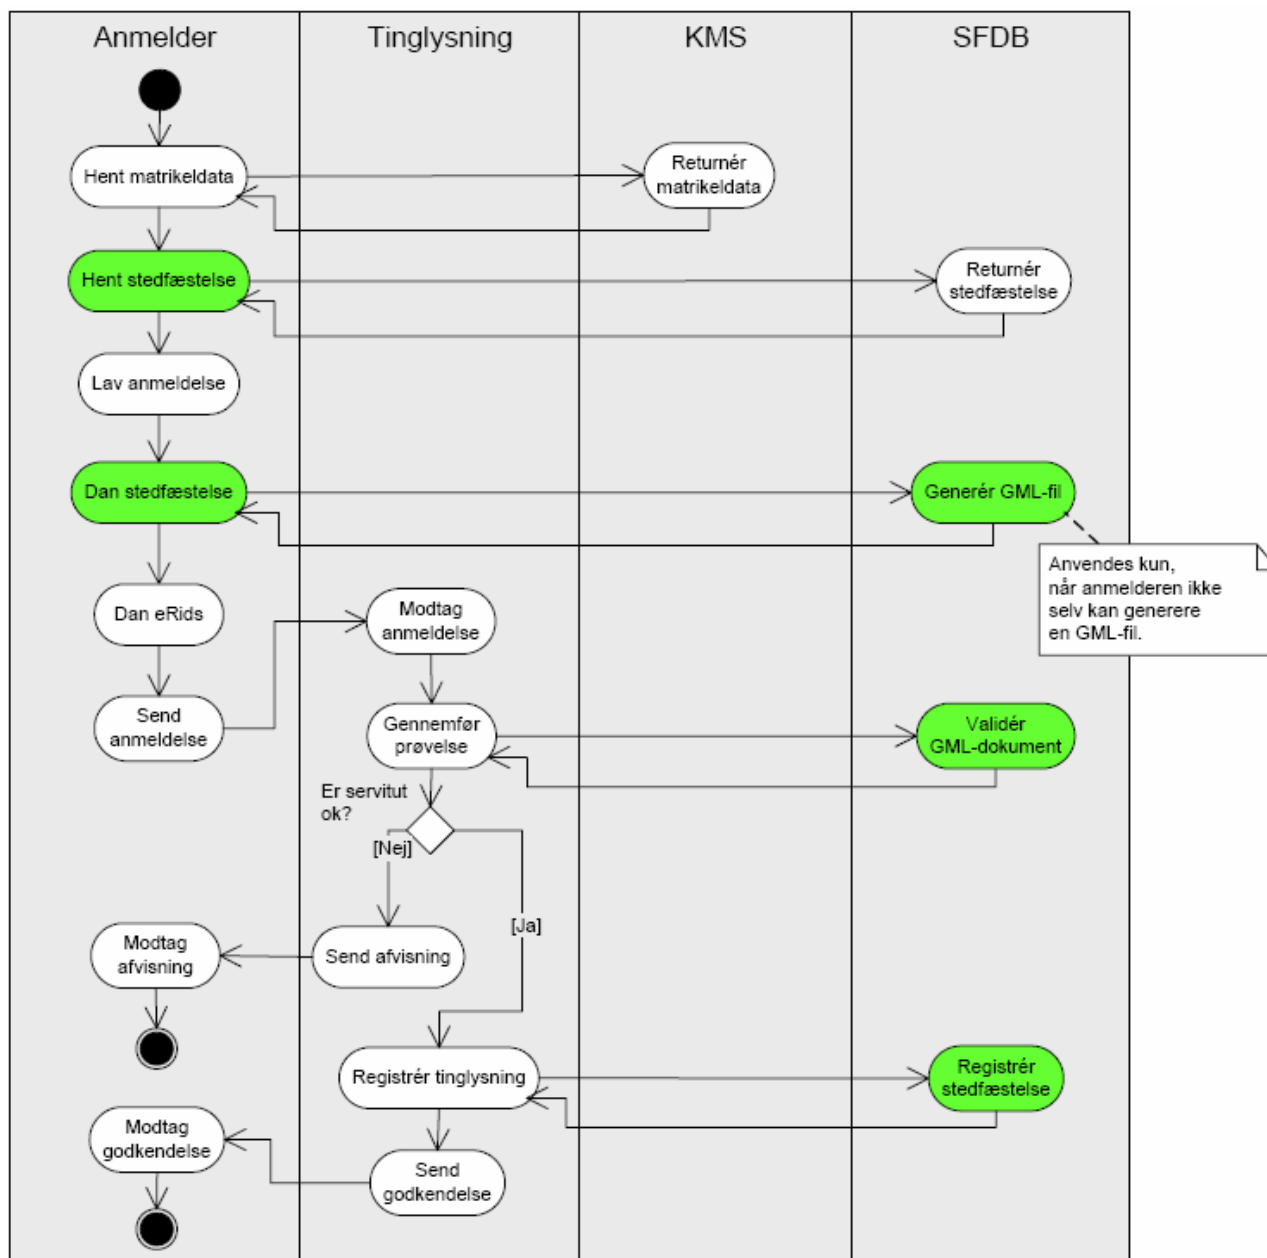 Anmelder
Tinglysning
KMS
SFDB
Hent matrikeldata
Returnér
matrikeldata
Hent stedfæstelse
Returnér
stedfæstelse
Lav anmeldelse
Dan stedfæstelse
Generér GML-fil
Anvendes kun,
når anmelderen ikke
selv kan generere
en GML-fil.
Dan eRids
Modtag
anmeldelse
Send
anmeldelse
Gennemfør
prøvelse
Validér
GML-dokument
Er servitut
ok?
[Nej]
[Ja]
Modtag
afvisning
Send afvisning
Registrér tinglysning
Registrér
stedfæstelse
Modtag
godkendelse
Send
godkendelse